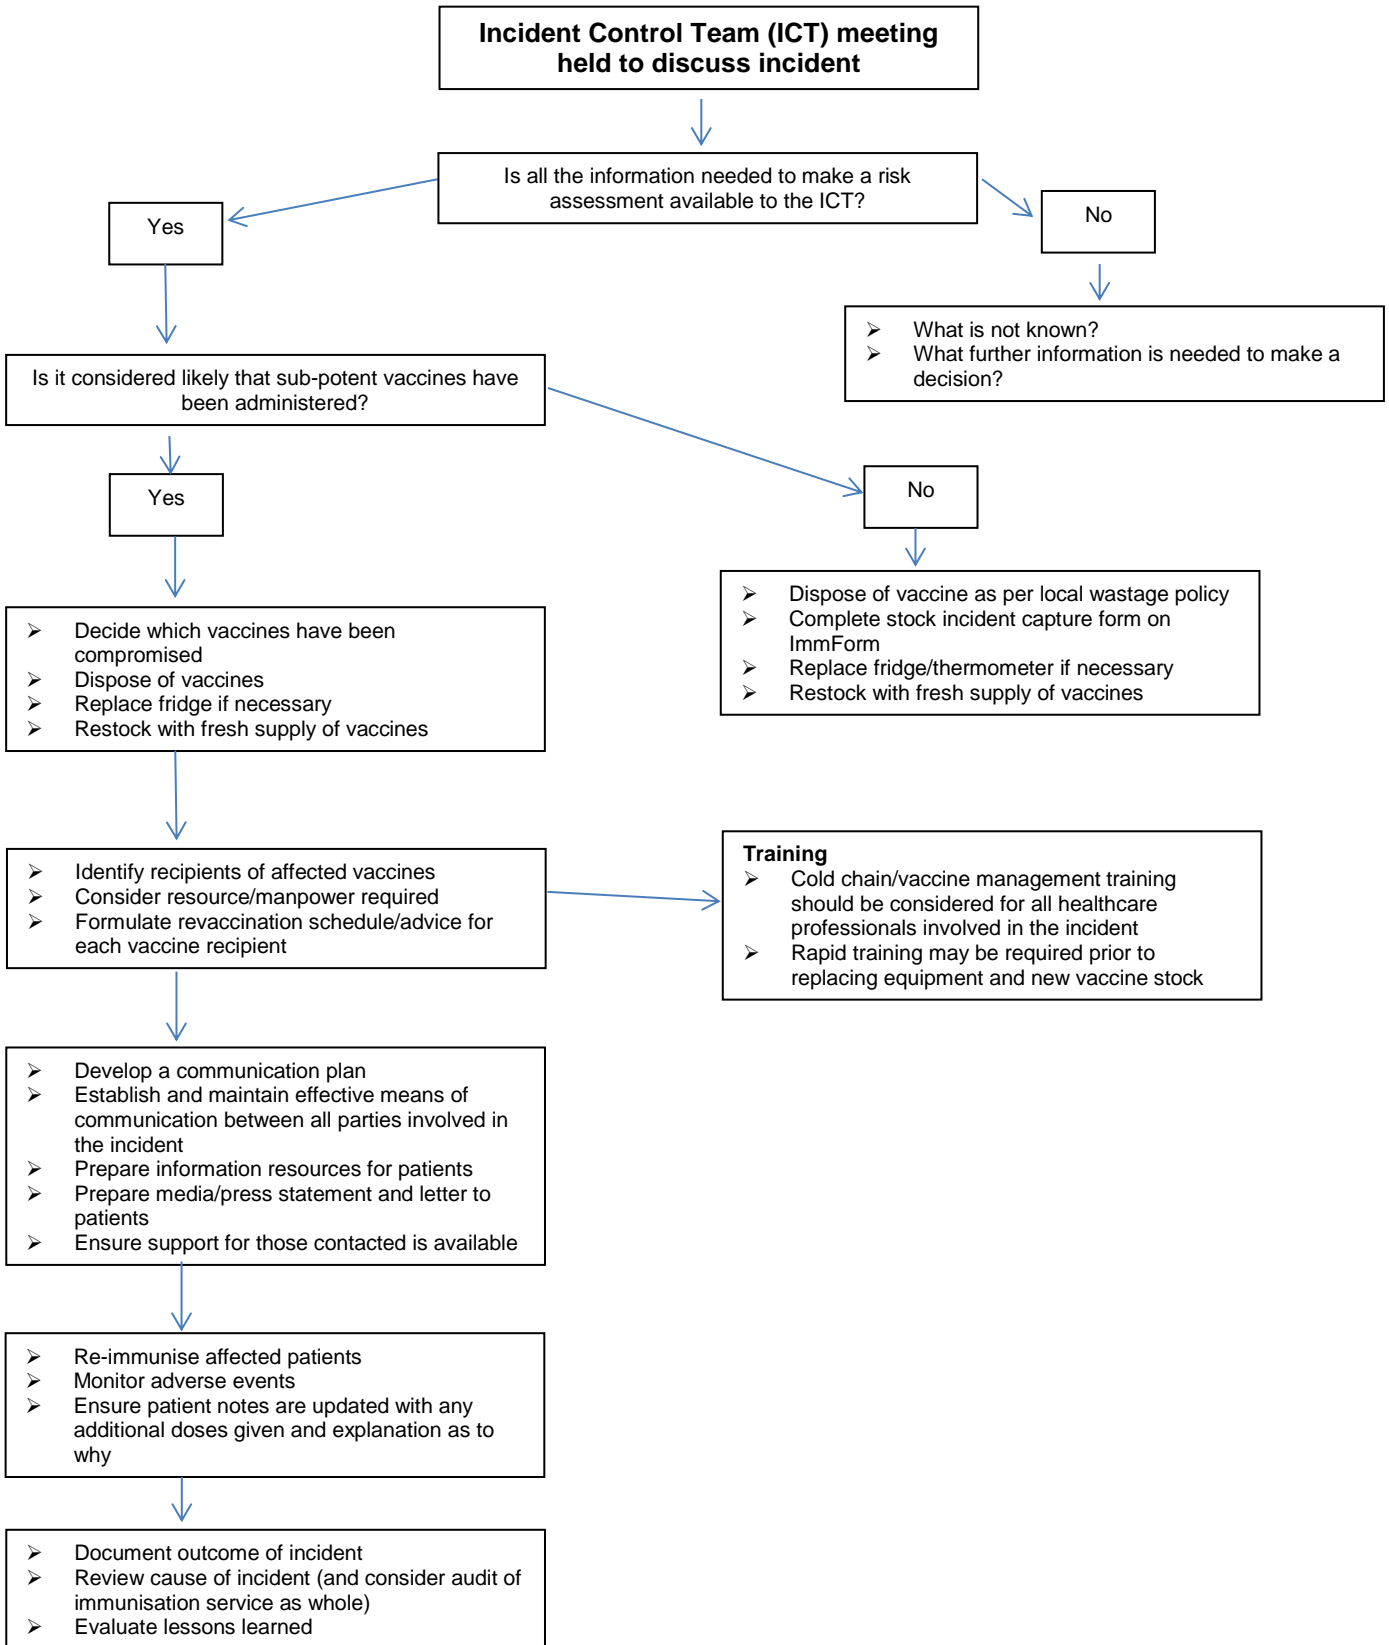 Incident Control Team (ICT) meeting
held to discuss incident
Is all the information needed to make a risk
assessment available to the ICT?
Yes
No
➢ What is not known?
➢ What further information is needed to make a
decision?
Is it considered likely that sub-potent vaccines have
been administered?
Yes
No
➢ Dispose of vaccine as per local wastage policy
➢ Complete stock incident capture form on
ImmForm
➢ Replace fridge/thermometer if necessary
➢ Restock with fresh supply of vaccines
➢ Decide which vaccines have been
compromised
➢ Dispose of vaccines
➢ Replace fridge if necessary
➢ Restock with fresh supply of vaccines
➢ Identify recipients of affected vaccines
➢ Consider resource/manpower required
➢ Formulate revaccination schedule/advice for
each vaccine recipient
Training
➢ Cold chain/vaccine management training
should be considered for all healthcare
professionals involved in the incident
➢ Rapid training may be required prior to
replacing equipment and new vaccine stock
➢ Develop a communication plan
➢ Establish and maintain effective means of
communication between all parties involved in
the incident
➢ Prepare information resources for patients
➢ Prepare media/press statement and letter to
patients
➢ Ensure support for those contacted is available
➢ Re-immunise affected patients
➢ Monitor adverse events
➢ Ensure patient notes are updated with any
additional doses given and explanation as to
why
➢ Document outcome of incident
➢ Review cause of incident (and consider audit of
immunisation service as whole)
➢ Evaluate lessons learned